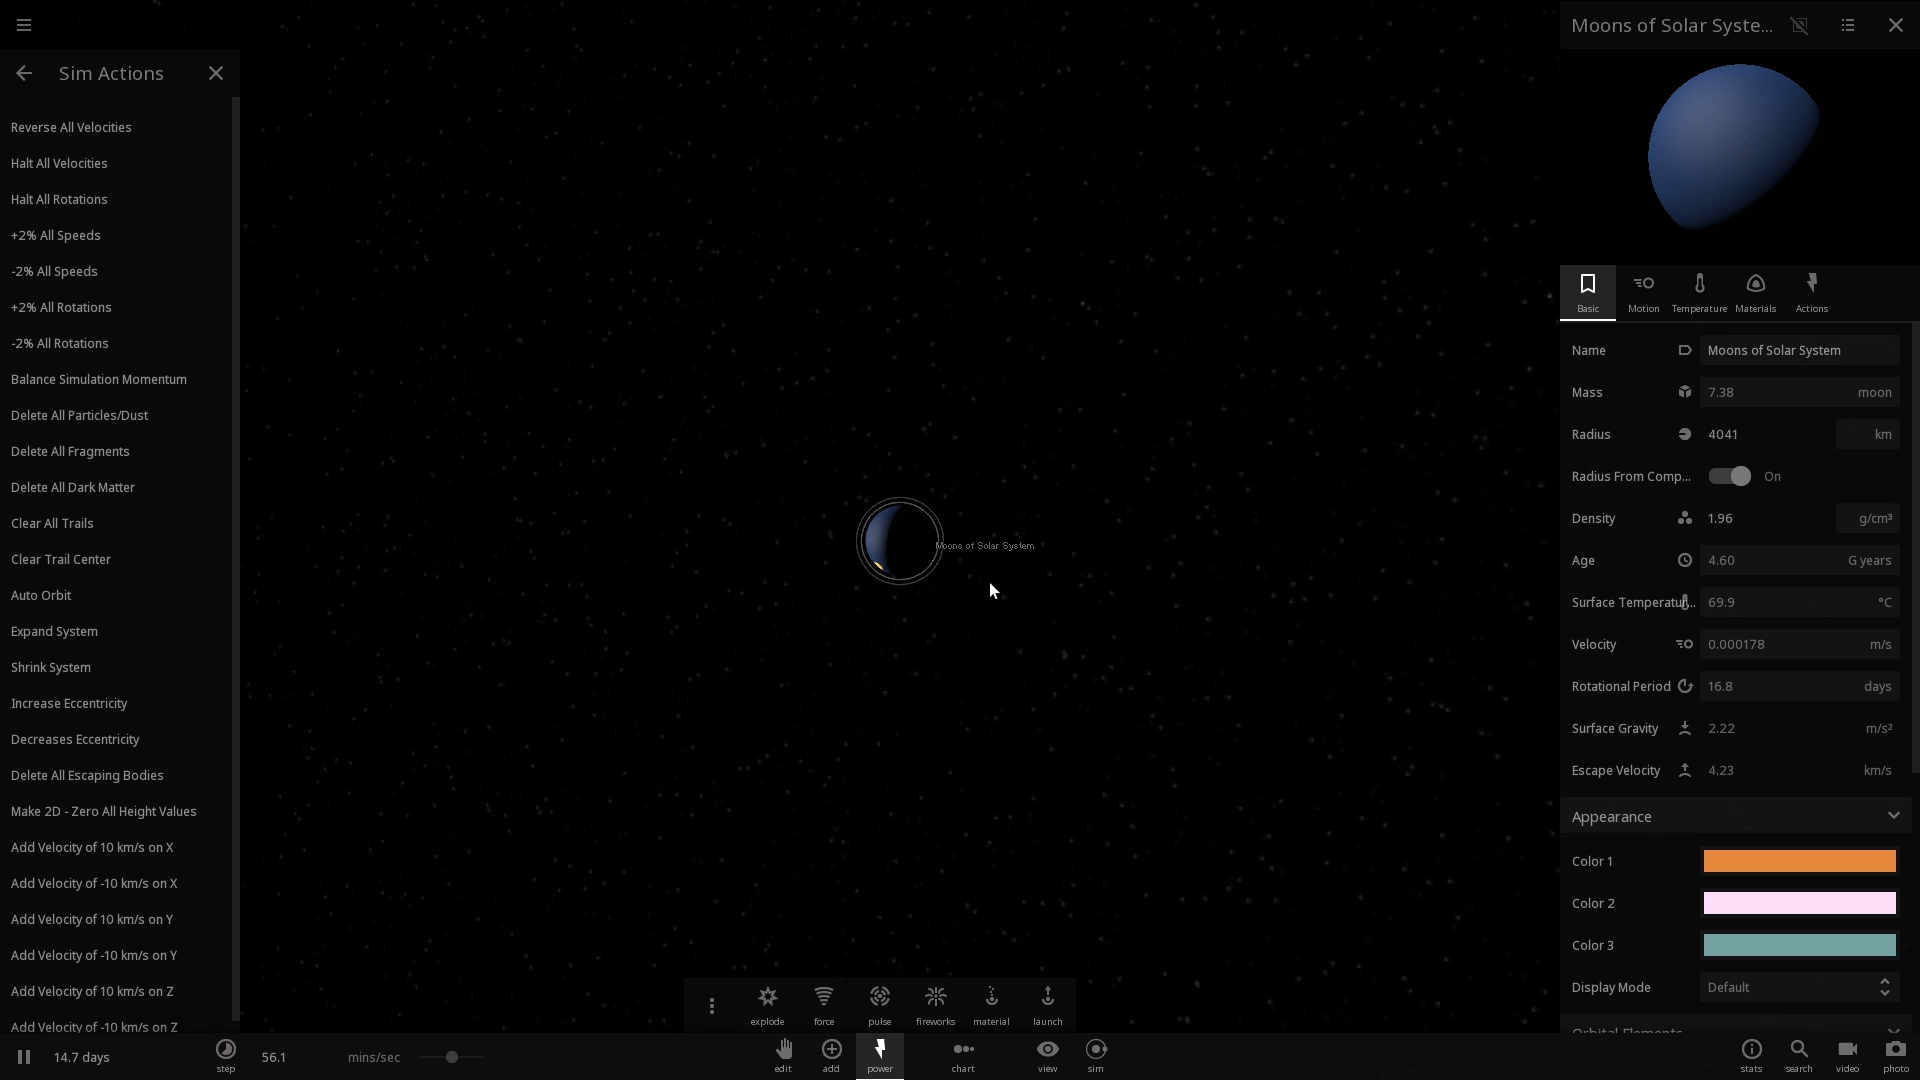 Moons of Solar Syste...
Sim Actions
Reverse All Velocities
Halt All Velocities
Halt All Rotations
+2% All Speeds
-2% All Speeds
+2% All Rotations
-2% All Rotations
Balance Simulation Momentum
Delete All Particles/Dust
Delete All Fragments
Delete All Dark Matter
Clear All Trails
Clear Trail Center
Auto Orbit
Expand System
Shrink System
Increase Eccentricity
Decreases Eccentricity
Delete All Escaping Bodies
Make 2D - Zero All Height Values
Add Velocity of 10 km/s on X
Add Velocity of -10 km/s on X
Add Velocity of 10 km/s on Y
Add Velocity of -10 km/s on Y
Add Velocity of 10 km/s on Z
Add Velocity of -10 km/s on Z
Moons of Solar System
Basic Motion Temperature Materials Actions
Name Moons of Solar System
Mass 7.38 moon
Radius 4041 km
Radius From Comp... On
Density 1.96 g/cm³
Age 4.60 G years
Surface Temperatur... 69.9 °C
Velocity 0.000178 m/s
Rotational Period 16.8 days
Surface Gravity 2.22 m/s²
Escape Velocity 4.23 km/s
Appearance
Color 1
Color 2
Color 3
Display Mode Default
Orbital Elements
explode force pulse fireworks material launch
14.7 days step 56.1 mins/sec edit add power chart view sim stats search video photo